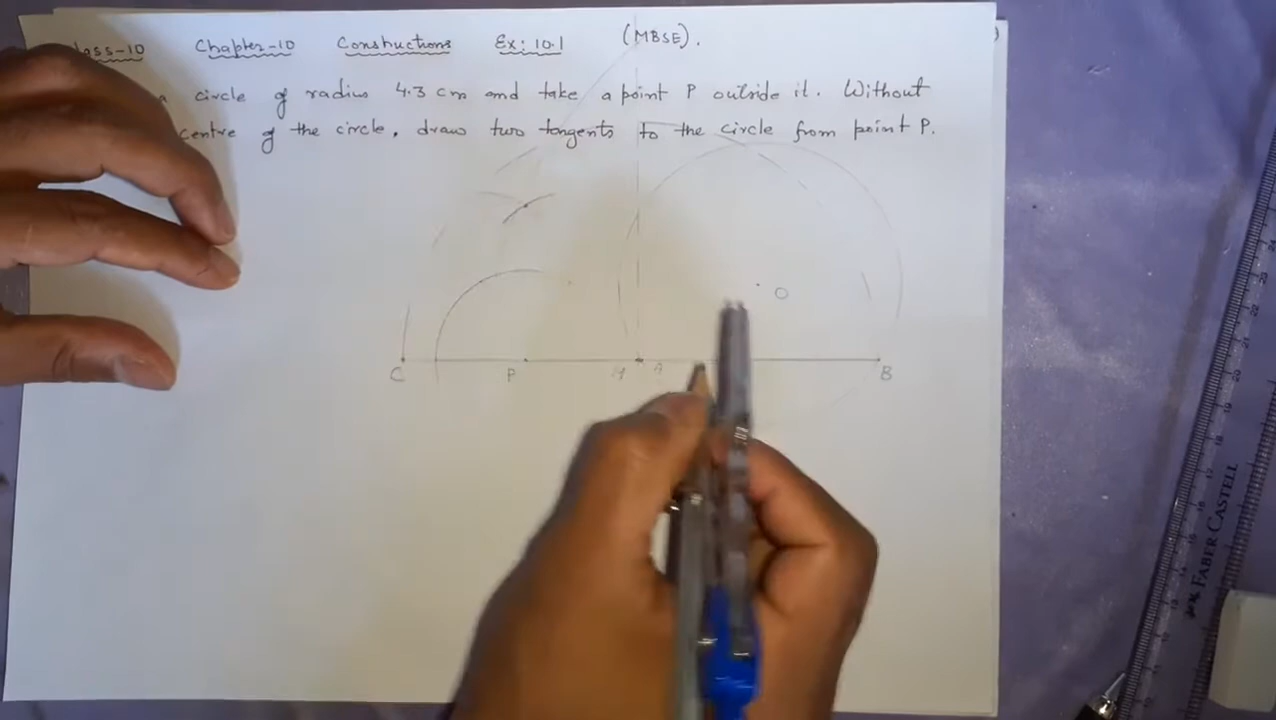 Chapter-10 Constructions Ex: 10.1 (MBSE).
circle of radius 4.3 cm and take a point P outside it. Without
centre of the circle, draw two tangents to the circle from point P.
O
C P M A B
FABER-CASTELL